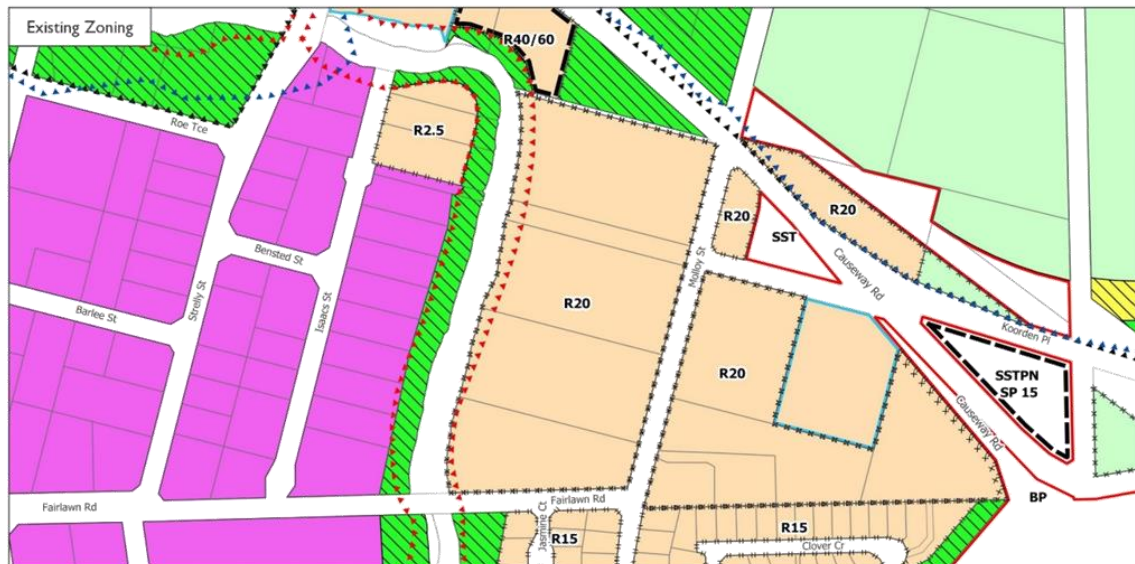 Existing Zoning
R40/60
Roe Tce
R2.5
R20
R20
SST
Causeway Rd
Molloy St
Bensted St
Strelly St
Isaacs St
Barlee St
R20
Koorden Pl
R20
SSTPN
SP 15
Causeway Rd
Fairlawn Rd
Fairlawn Rd
BP
Jasmine Ct
R15
R15
Clover Cr